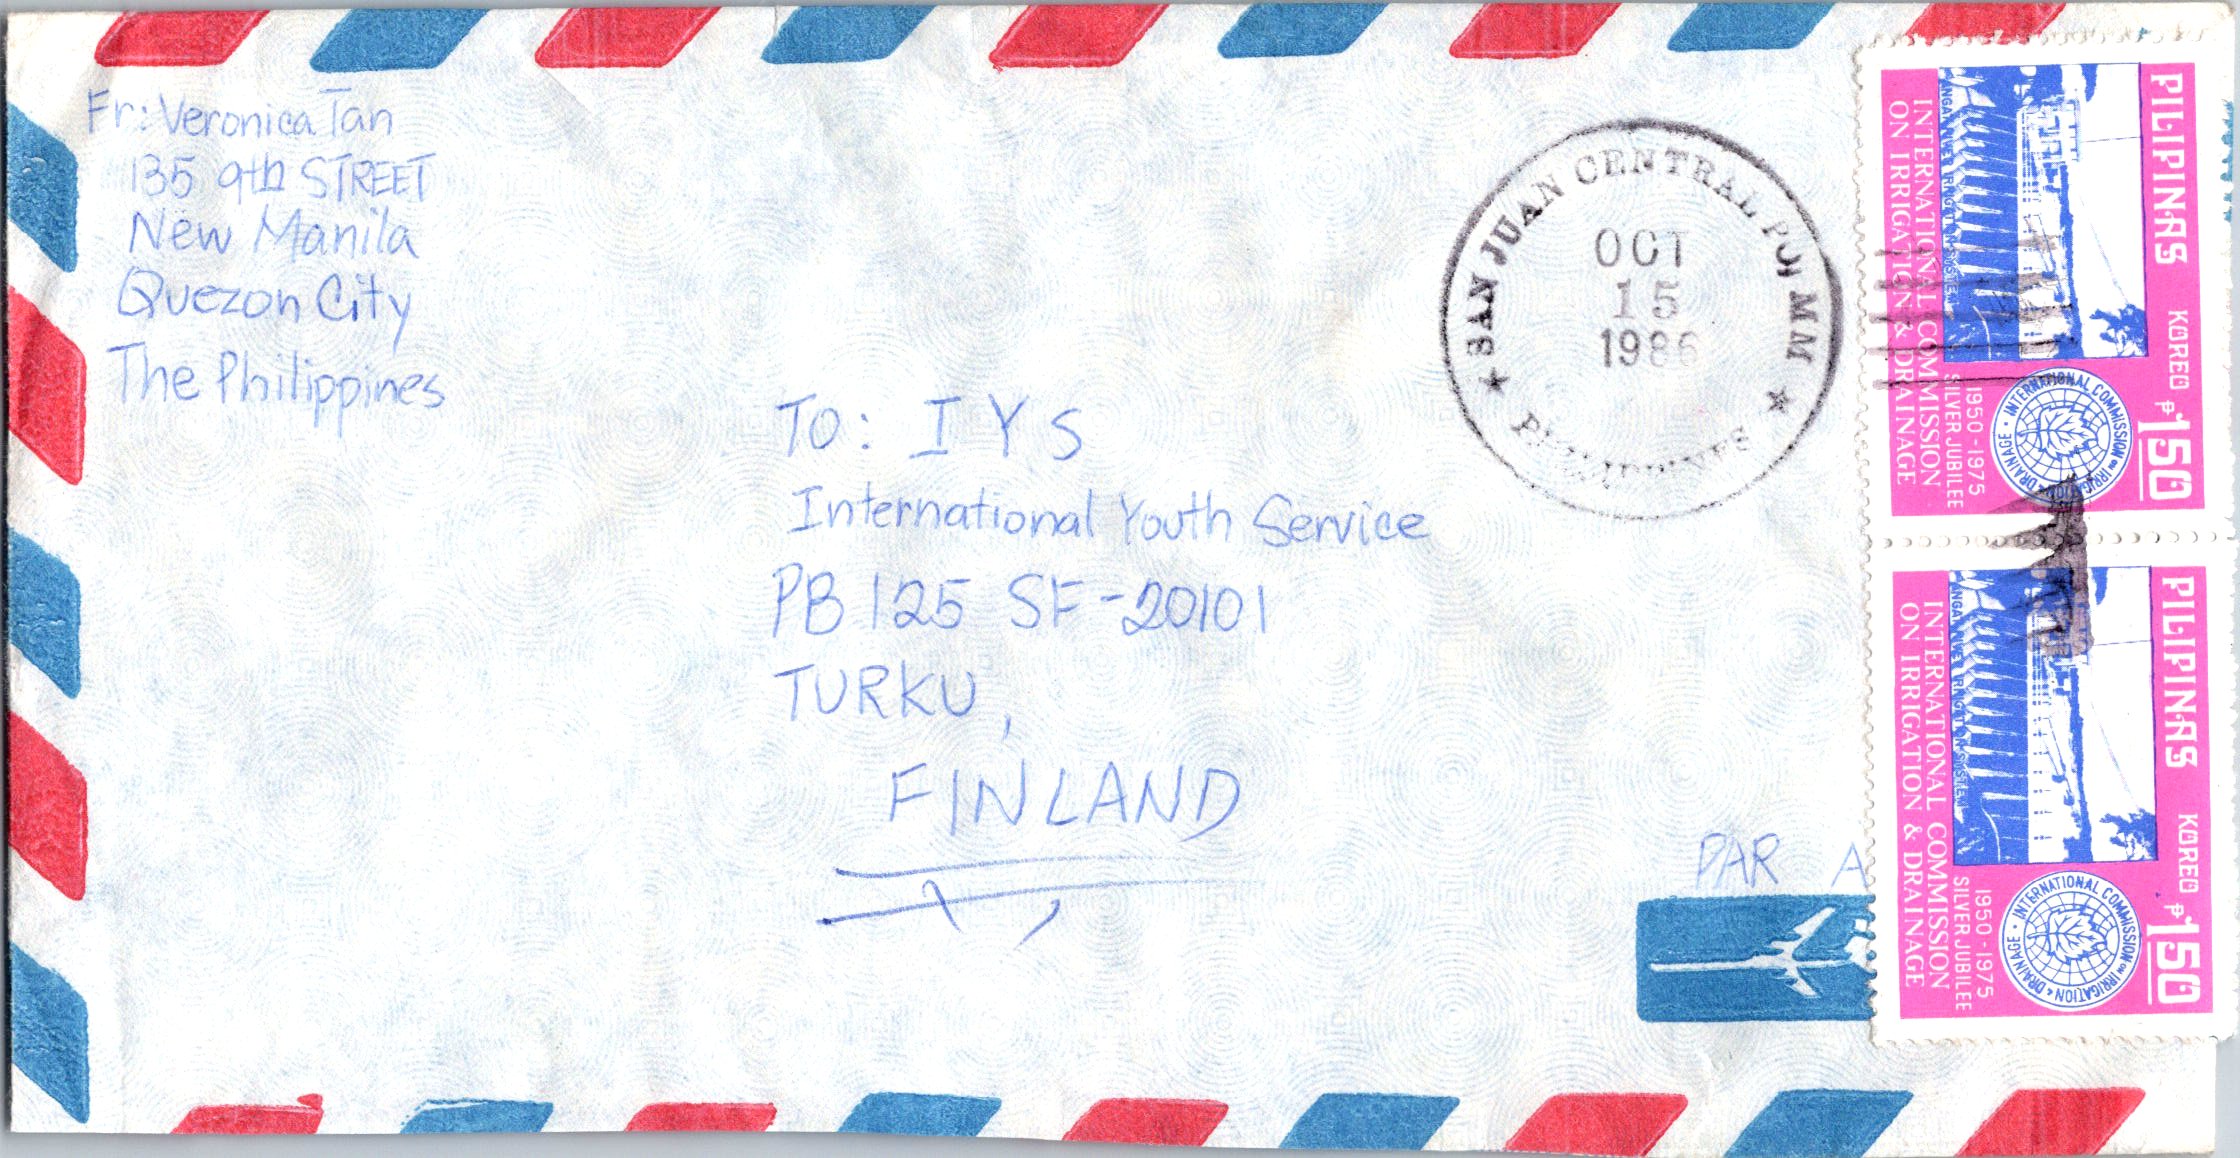 Fr: Veronica Tan
135 9th STREET
New Manila
Quezon City
The Philippines
TO: I Y S
International Youth Service
PB 125 SF-20101
TURKU,
FINLAND
PAR A
SAN JUAN CENTRAL PO, MM
OCT
15
1986
PHILIPPINES
PILIPINAS
KOREO ₱1.50
INTERNATIONAL COMMISSION
ON IRRIGATION & DRAINAGE
1950-1975
SILVER JUBILEE
INTERNATIONAL COMMISSION ON IRRIGATION & DRAINAGE
PILIPINAS
KOREO ₱1.50
INTERNATIONAL COMMISSION
ON IRRIGATION & DRAINAGE
1950-1975
SILVER JUBILEE
INTERNATIONAL COMMISSION ON IRRIGATION & DRAINAGE